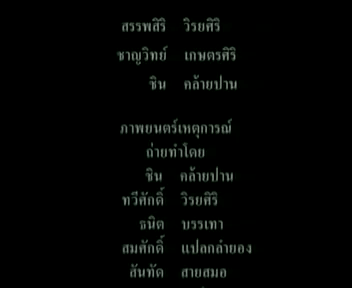 สรรพสิริ วิรยศิริ
ชาญวิทย์ เกษตรศิริ
ชิน คล้ายปาน
ภาพยนตร์เหตุการณ์
ถ่ายทำโดย
ชิน คล้ายปาน
ทวีศักดิ์ วิรยศิริ
ธนิต บรรเทา
สมศักดิ์ แปลกลำยอง
สันทัด สายสมอ